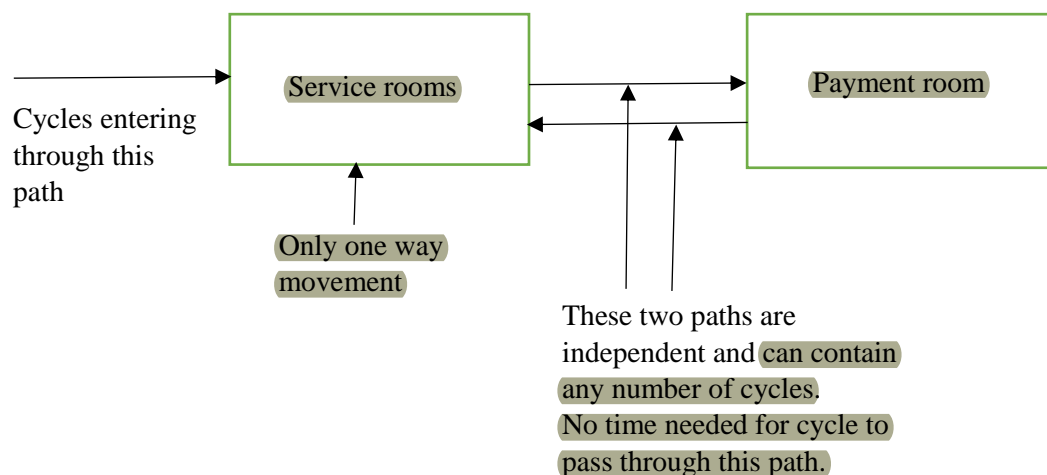 Service rooms
Payment room
Cycles entering
through this
path
Only one way
movement
These two paths are
independent and can contain
any number of cycles.
No time needed for cycle to
pass through this path.